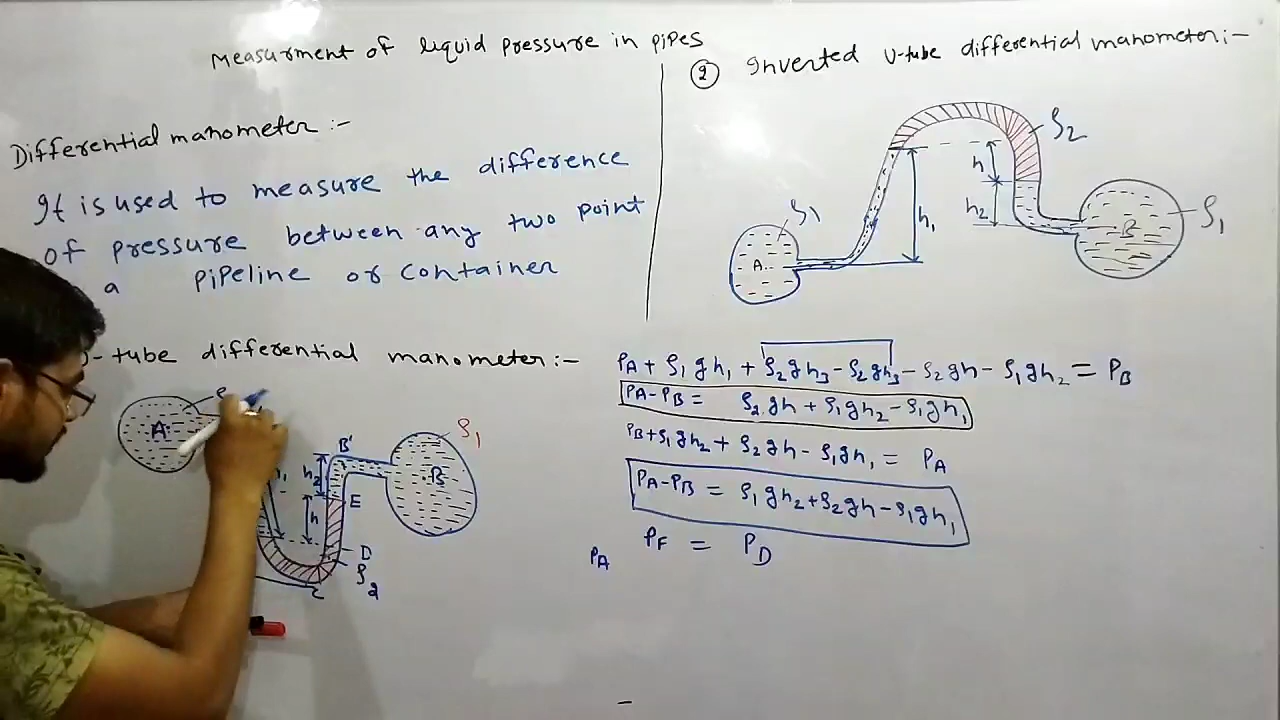 Measurment of liquid pressure in pipes
Differential manometer :-
It is used to measure the difference
of pressure between any two point
a pipeline or container
- tube differential manometer :-
A
B'
h2
E
h
D
ρ2
C
B
ρ1
② Inverted U-tube differential manometer :-
ρ2
h
h2
h1
ρ1
A
B
ρ1
PA + ρ1gh1 + ρ2gh3 - ρ2gh3 - ρ2gh - ρ1gh2 = PB
PA-PB = ρ2gh + ρ1gh2 - ρ1gh1
PB + ρ1gh2 + ρ2gh - ρ1gh1 = PA
PA-PB = ρ1gh2 + ρ2gh - ρ1gh1
PF = PD
PA